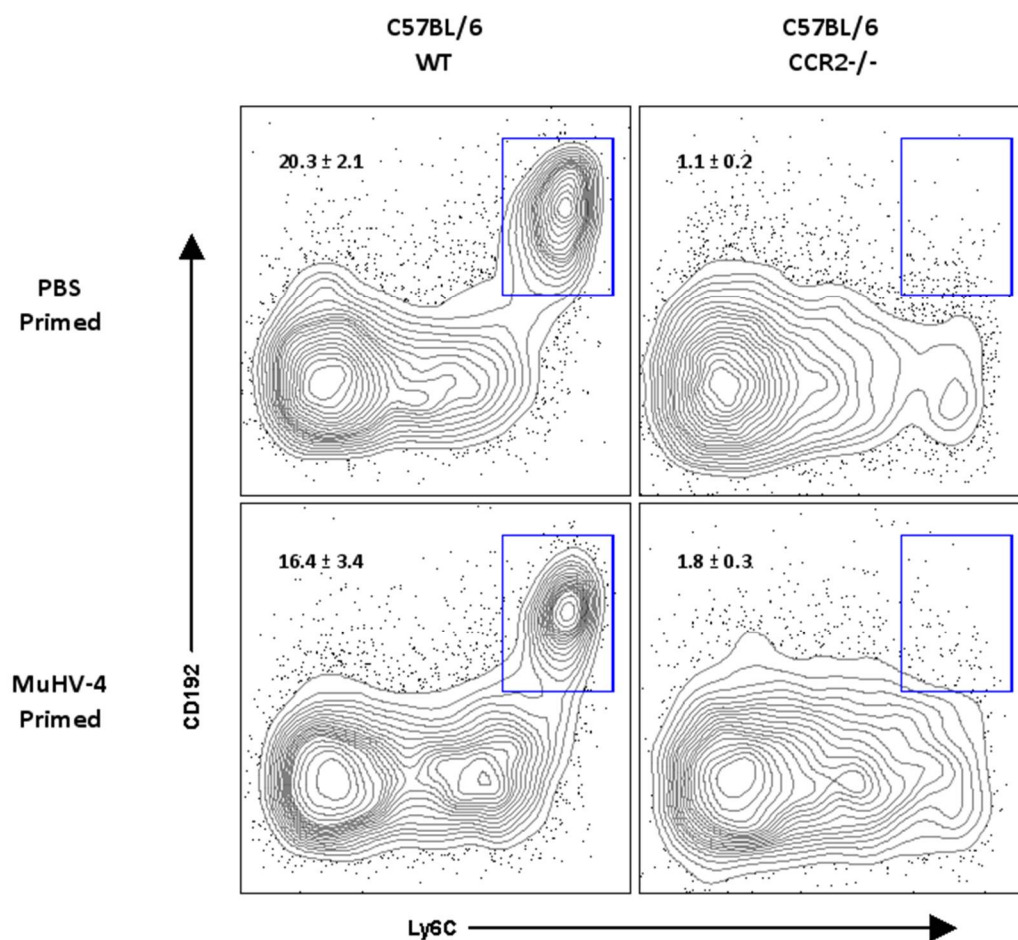 C57BL/6
WT
C57BL/6
CCR2-/-
PBS
Primed
20.3 ± 2.1
1.1 ± 0.2
MuHV-4
Primed
16.4 ± 3.4
1.8 ± 0.3
CD192
Ly6C